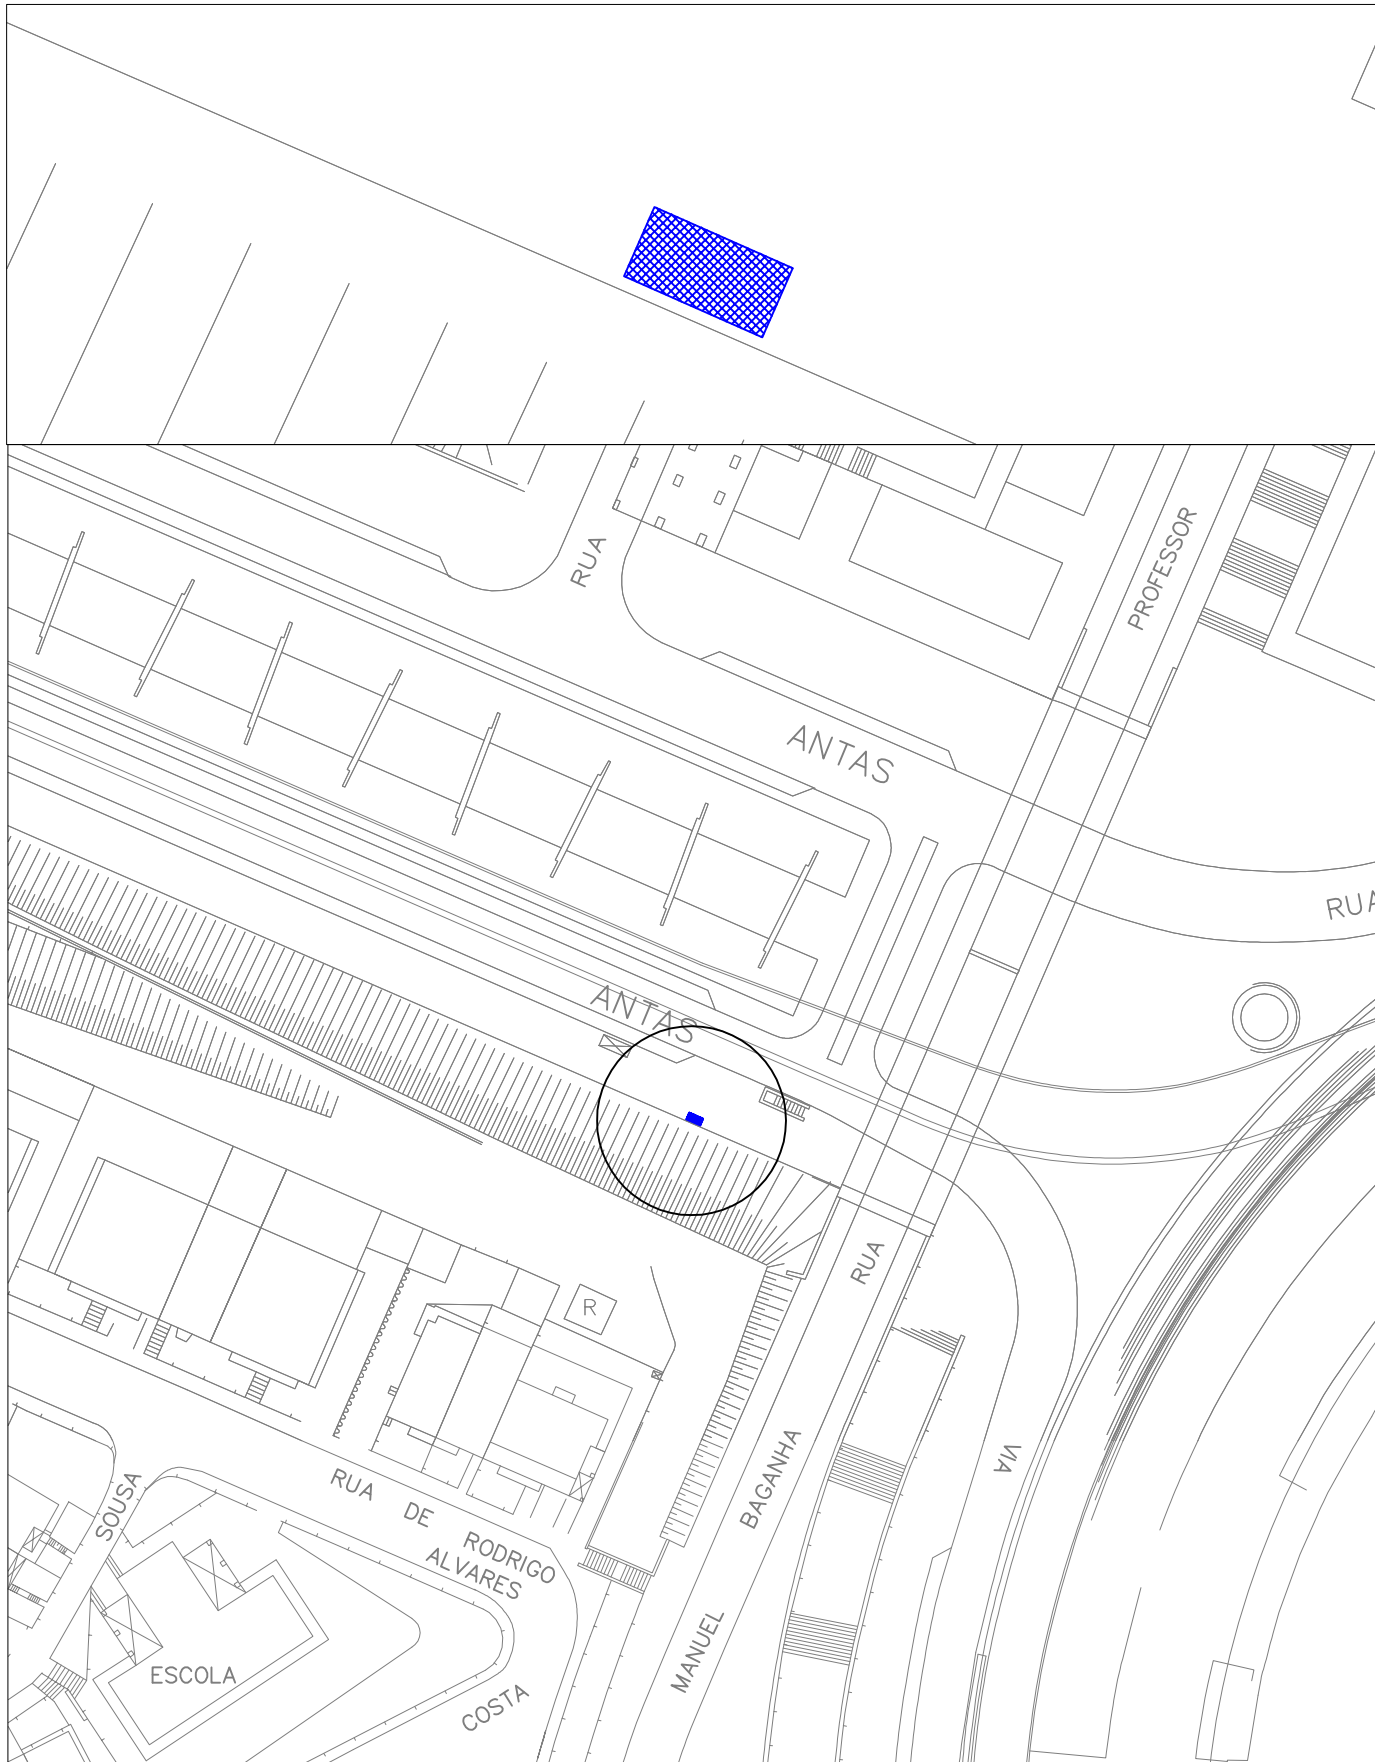 RUA
PROFESSOR
ANTAS
RUA
ANTAS
RUA
R
VIA
BAGANHA
SOUSA
RUA DE RODRIGO
ALVARES
MANUEL
ESCOLA
COSTA